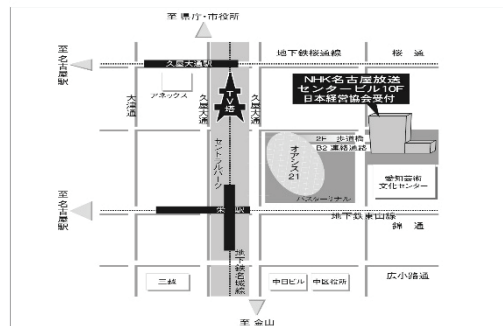 至 県庁・市役所
至名古屋駅
久屋大通駅
地下鉄桜通線
桜 通
大津通
アネックス
久屋大通
TV塔
久屋大通
NHK名古屋放送
センタービル10F
日本経営協会受付
セントラルパーク
オアシス21
2F 歩道橋
B2 連絡通路
愛知芸術
文化センター
バスターミナル
至名古屋駅
栄 駅
地下鉄東山線
錦 通
地下鉄名城線
三越
中日ビル
中区役所
広小路通
至 金山